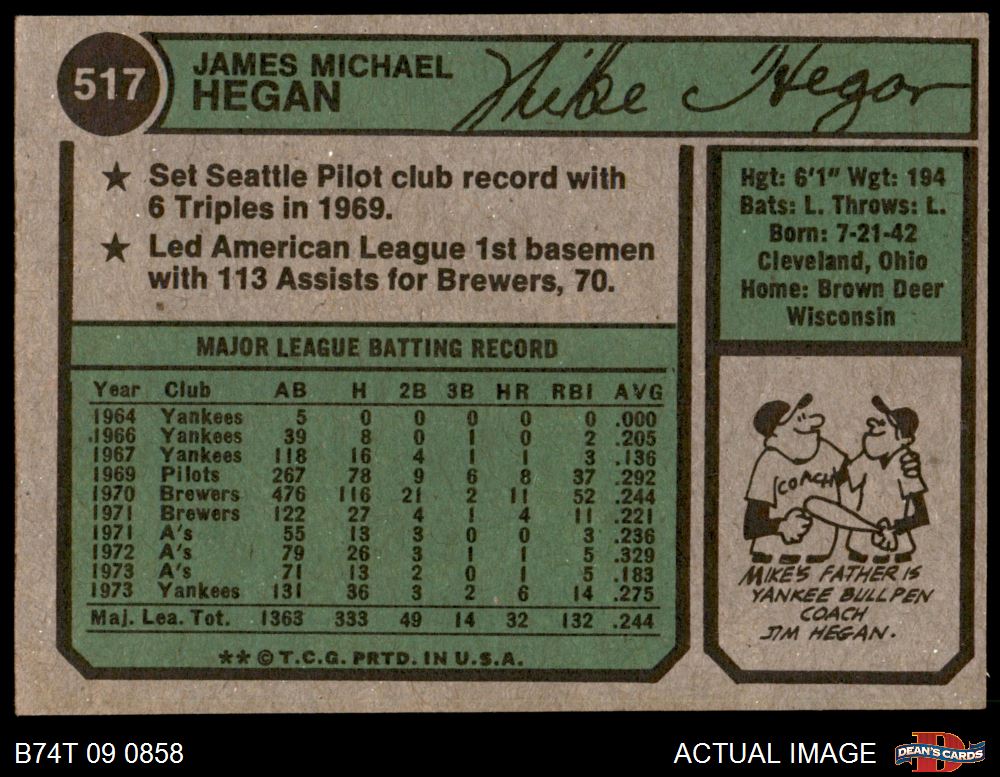 517
JAMES MICHAEL
HEGAN
Mike Hegan
★ Set Seattle Pilot club record with
6 Triples in 1969.
★ Led American League 1st basemen
with 113 Assists for Brewers, 70.
Hgt: 6'1" Wgt: 194
Bats: L. Throws: L.
Born: 7-21-42
Cleveland, Ohio
Home: Brown Deer
Wisconsin
MAJOR LEAGUE BATTING RECORD
Year Club AB H 2B 3B HR RBI AVG
1964 Yankees 5 0 0 0 0 0 .000
1966 Yankees 39 8 0 1 0 2 .205
1967 Yankees 118 16 4 1 1 3 .136
1969 Pilots 267 78 9 6 8 37 .292
1970 Brewers 476 116 21 2 11 52 .244
1971 Brewers 122 27 4 1 4 11 .221
1971 A's 55 13 3 0 0 3 .236
1972 A's 79 26 3 1 1 5 .329
1973 A's 71 13 2 0 1 5 .183
1973 Yankees 131 36 3 2 6 14 .275
Maj. Lea. Tot. 1363 333 49 14 32 132 .244
** © T.C.G. PRTD. IN U.S.A.
COACH
MIKE'S FATHER IS
YANKEE BULLPEN
COACH
JIM HEGAN.
B74T 09 0858
ACTUAL IMAGE
D
DEAN'S CARDS